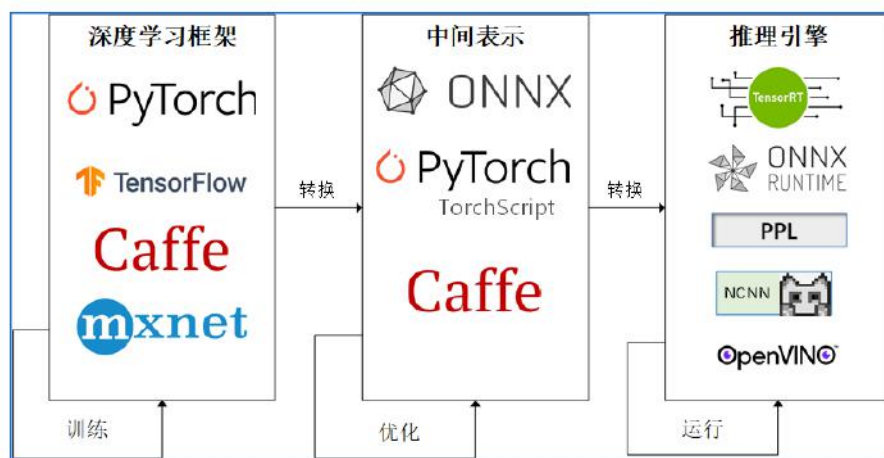 深度学习框架
PyTorch
TensorFlow
Caffe
mxnet
训练
转换
中间表示
ONNX
PyTorch
TorchScript
Caffe
优化
转换
推理引擎
TensorRT
ONNX
RUNTIME
PPL
NCNN
OpenVINO™
运行